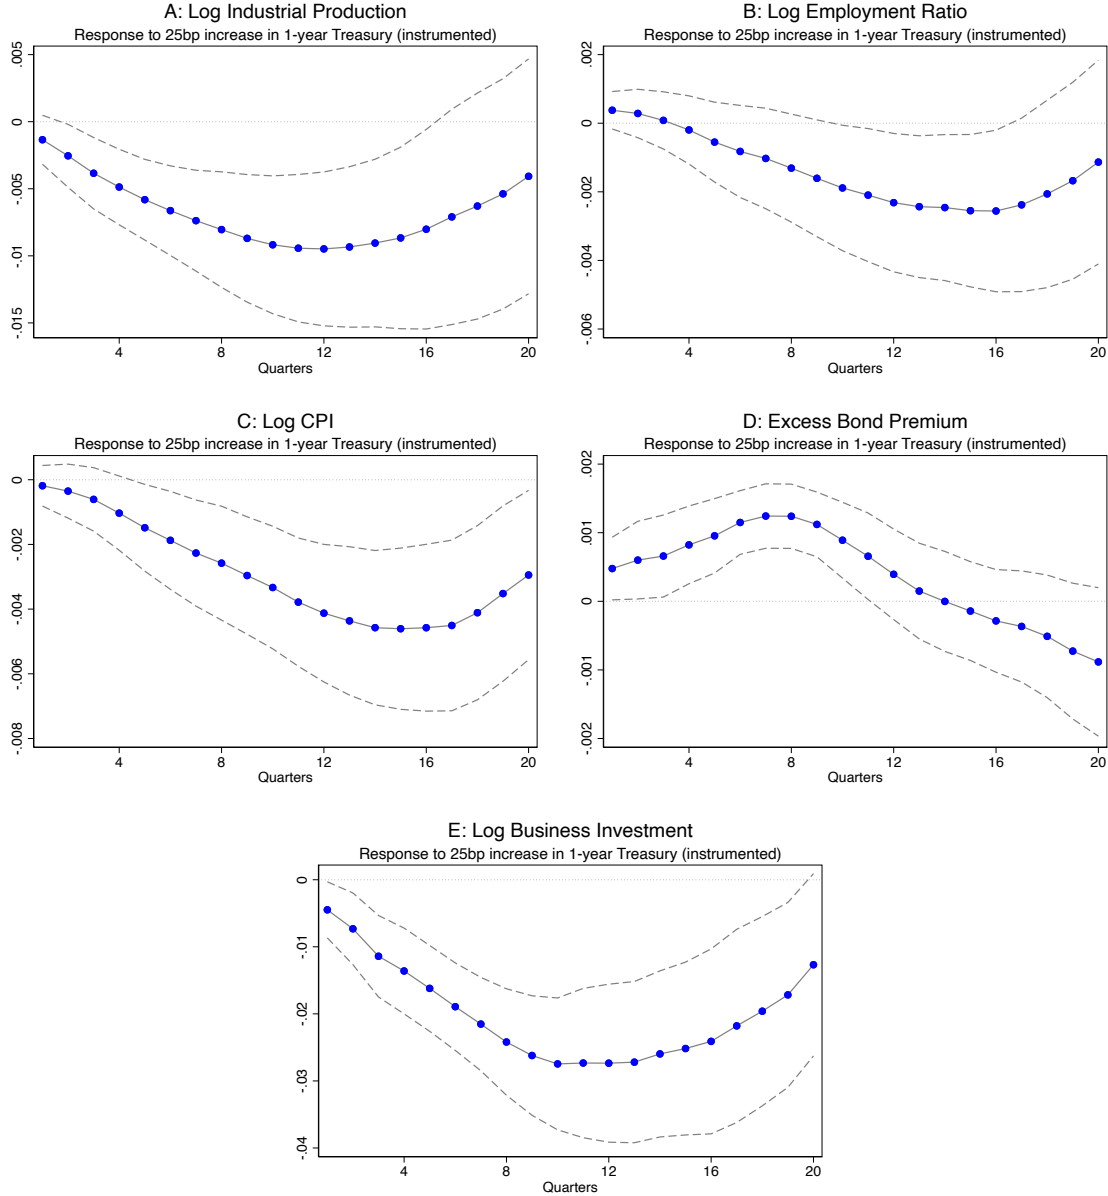 A: Log Industrial Production
Response to 25bp increase in 1-year Treasury (instrumented)
.005
0
-.005
-.01
-.015
4 8 12 16 20
Quarters
B: Log Employment Ratio
Response to 25bp increase in 1-year Treasury (instrumented)
.002
0
-.002
-.004
-.006
4 8 12 16 20
Quarters
C: Log CPI
Response to 25bp increase in 1-year Treasury (instrumented)
0
-.002
-.004
-.006
-.008
4 8 12 16 20
Quarters
D: Excess Bond Premium
Response to 25bp increase in 1-year Treasury (instrumented)
.002
.001
0
-.001
-.002
4 8 12 16 20
Quarters
E: Log Business Investment
Response to 25bp increase in 1-year Treasury (instrumented)
0
-.01
-.02
-.03
-.04
4 8 12 16 20
Quarters